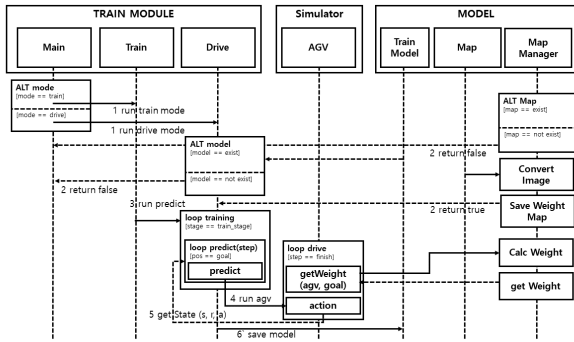 TRAIN MODULE
Simulator
MODEL
Main
Train
Drive
AGV
Train
Model
Map
Map
Manager
ALT mode
[mode == train]
1 run train mode
[mode == drive]
1 run drive mode
ALT Map
[map == exist]
[map == not exist]
ALT model
[model == exist]
[model == not exist]
2 return false
2 return false
Convert
Image
3 run predict
2 return true
Save Weight
Map
loop training
[stage == train_stage]
loop predict(step)
[pos == goal]
predict
loop drive
[step == finish]
getWeight
(agv, goal)
action
Calc Weight
get Weight
4 run agv
5 get State (s, r, a)
6` save model